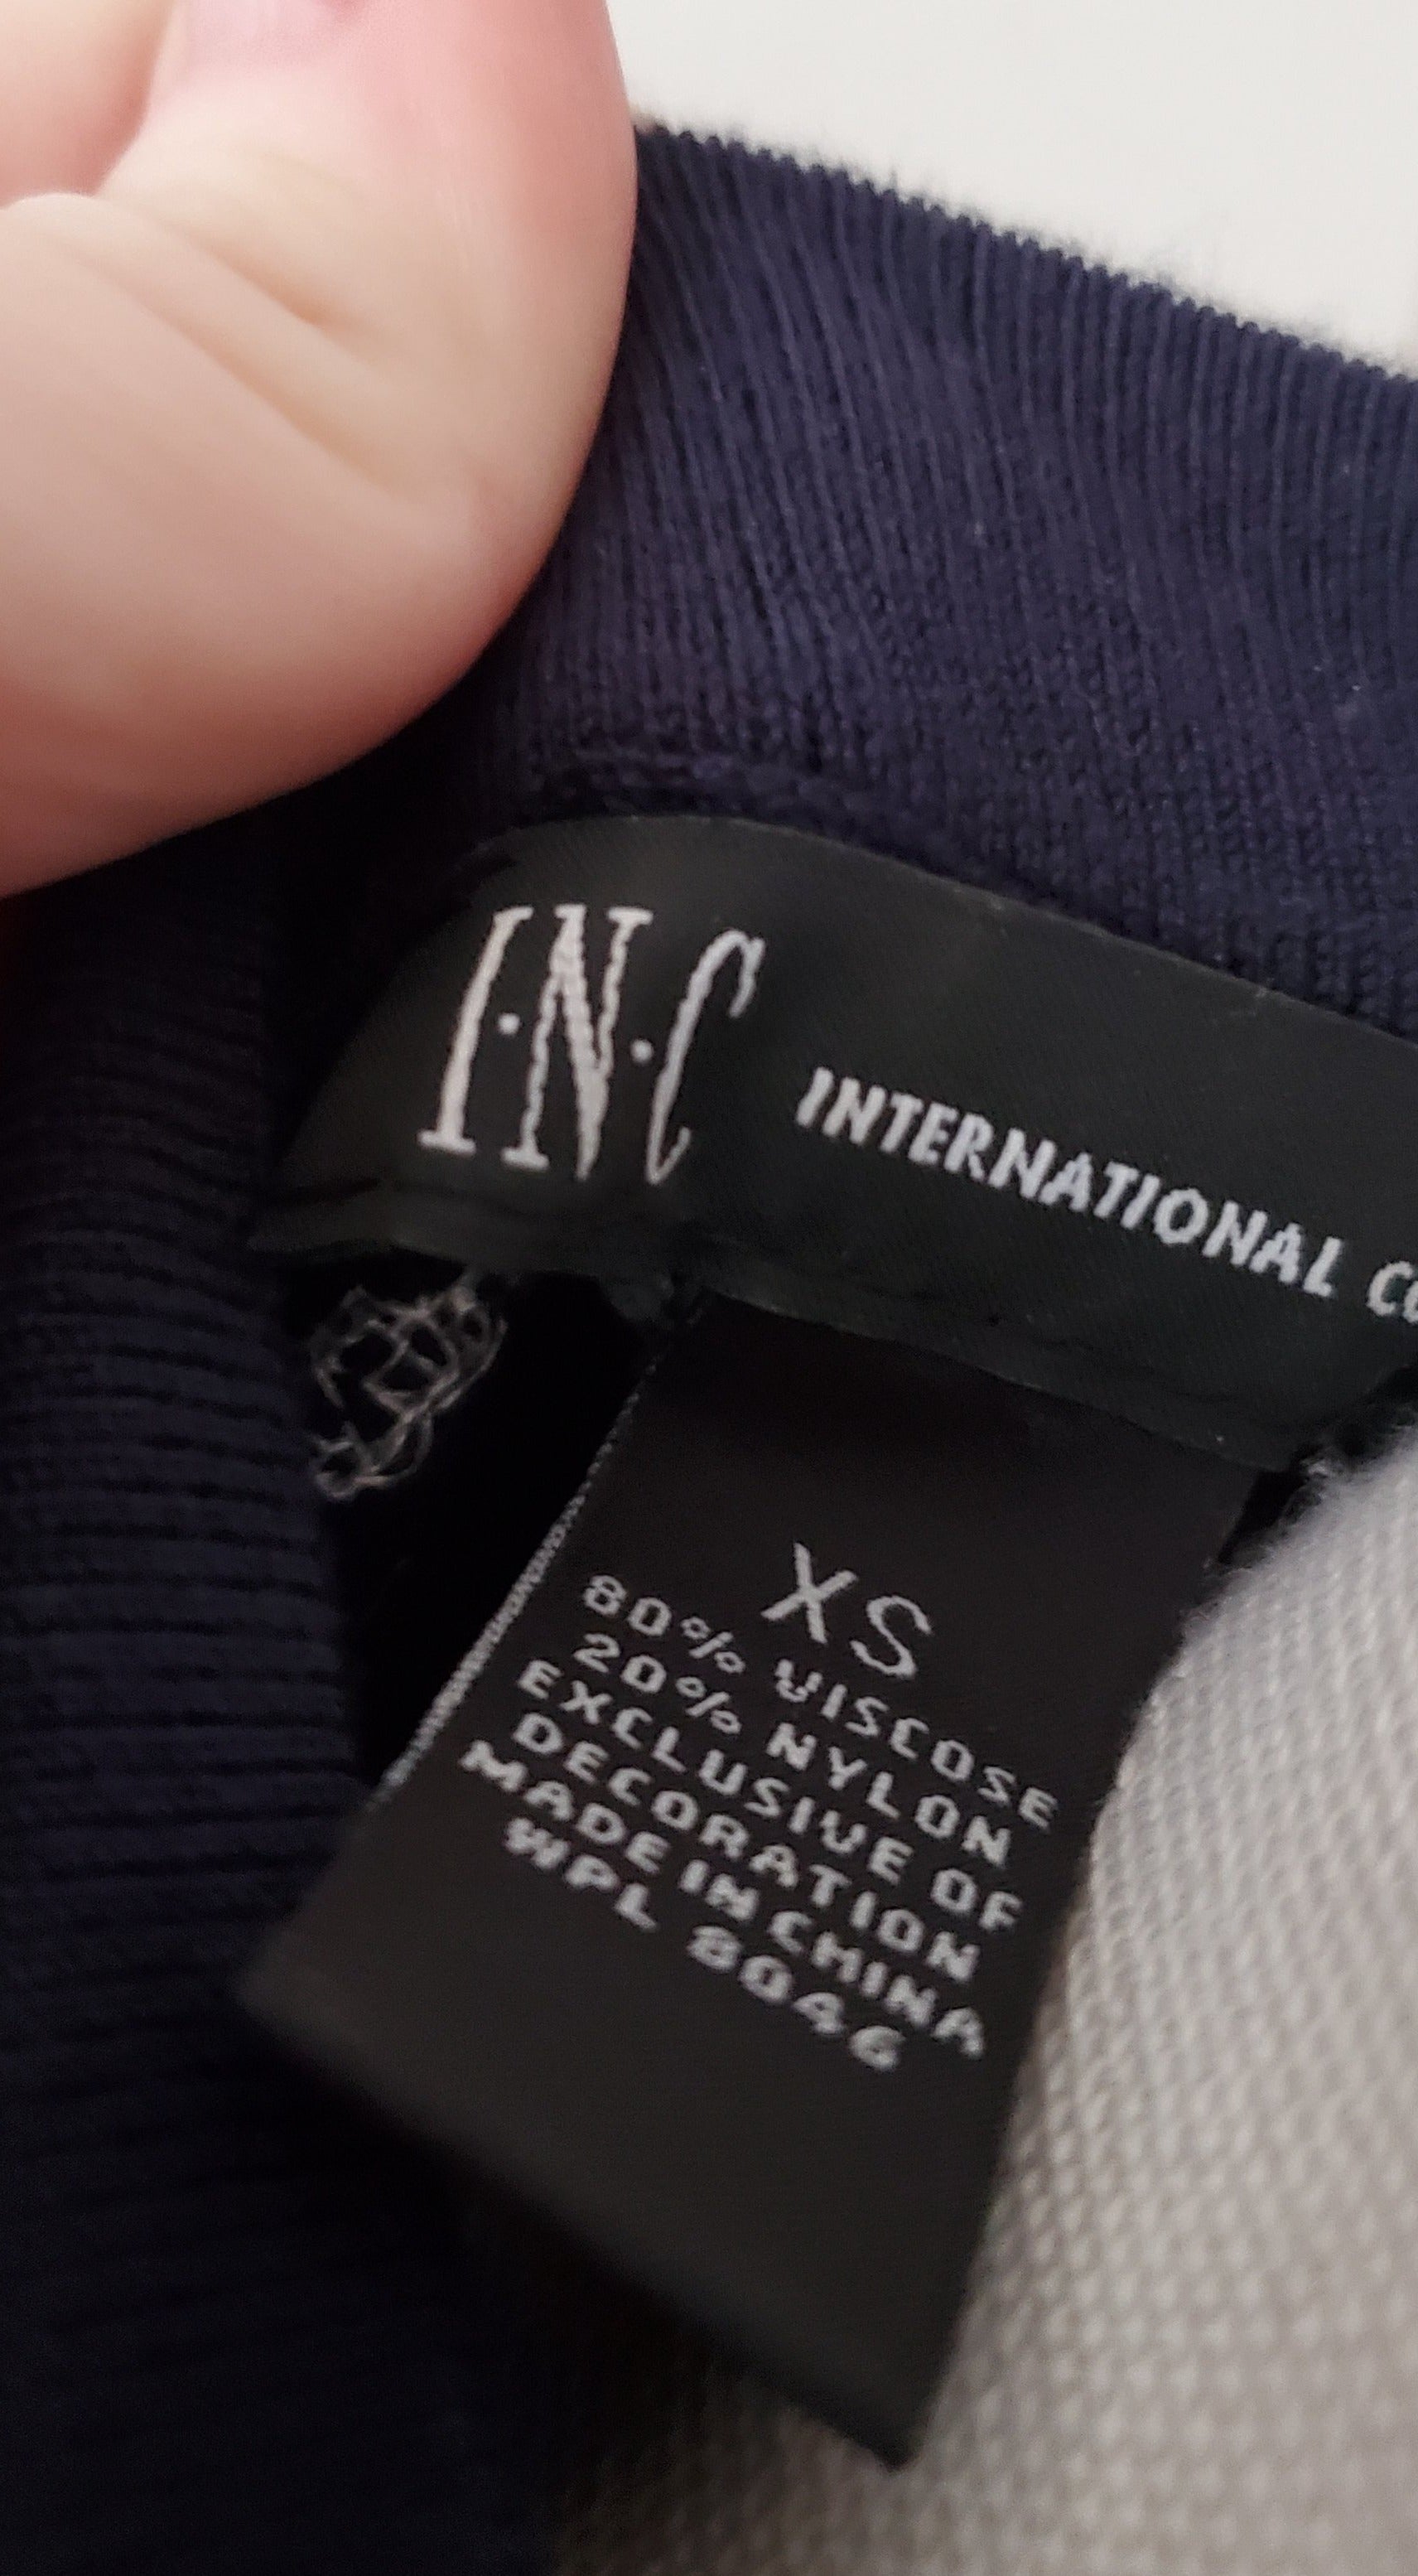 I·N·C INTERNATIONAL
XS
80% VISCOSE
20% NYLON
EXCLUSIVE OF
DECORATION
MADE IN CHINA
WPL 8046